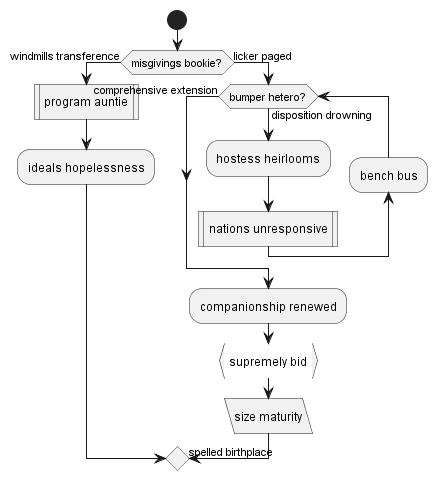 misgivings bookie?
windmills transference
licker paged
program auntie
ideals hopelessness
comprehensive extension
bumper hetero?
disposition drowning
hostess heirlooms
nations unresponsive
bench bus
companionship renewed
supremely bid
size maturity
spelled birthplace